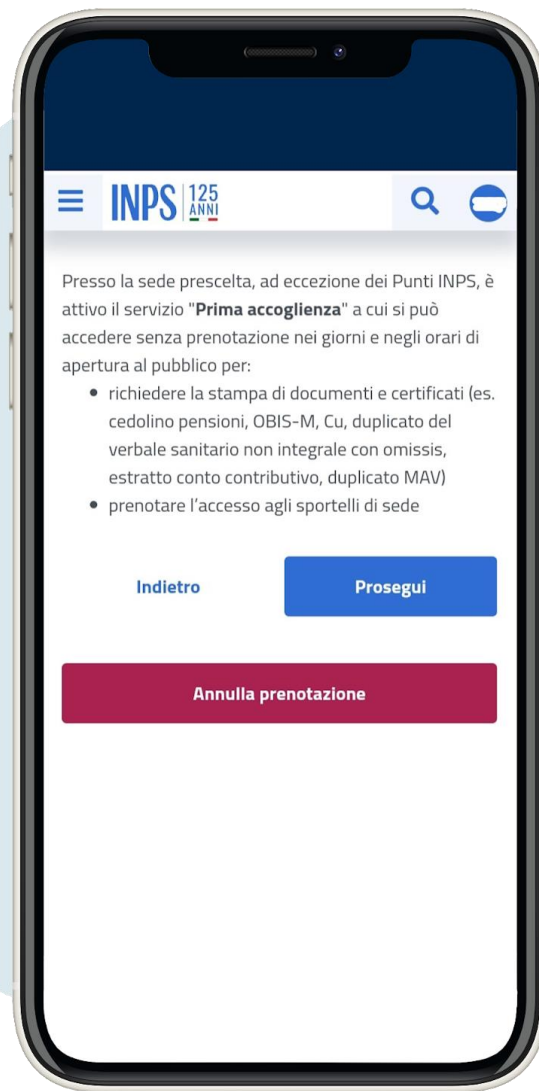 INPS 125
ANNI
Presso la sede prescelta, ad eccezione dei Punti INPS, è
attivo il servizio "Prima accoglienza" a cui si può
accedere senza prenotazione nei giorni e negli orari di
apertura al pubblico per:
• richiedere la stampa di documenti e certificati (es.
cedolino pensioni, OBIS-M, Cu, duplicato del
verbale sanitario non integrale con omissis,
estratto conto contributivo, duplicato MAV)
• prenotare l'accesso agli sportelli di sede
Indietro Prosegui
Annulla prenotazione